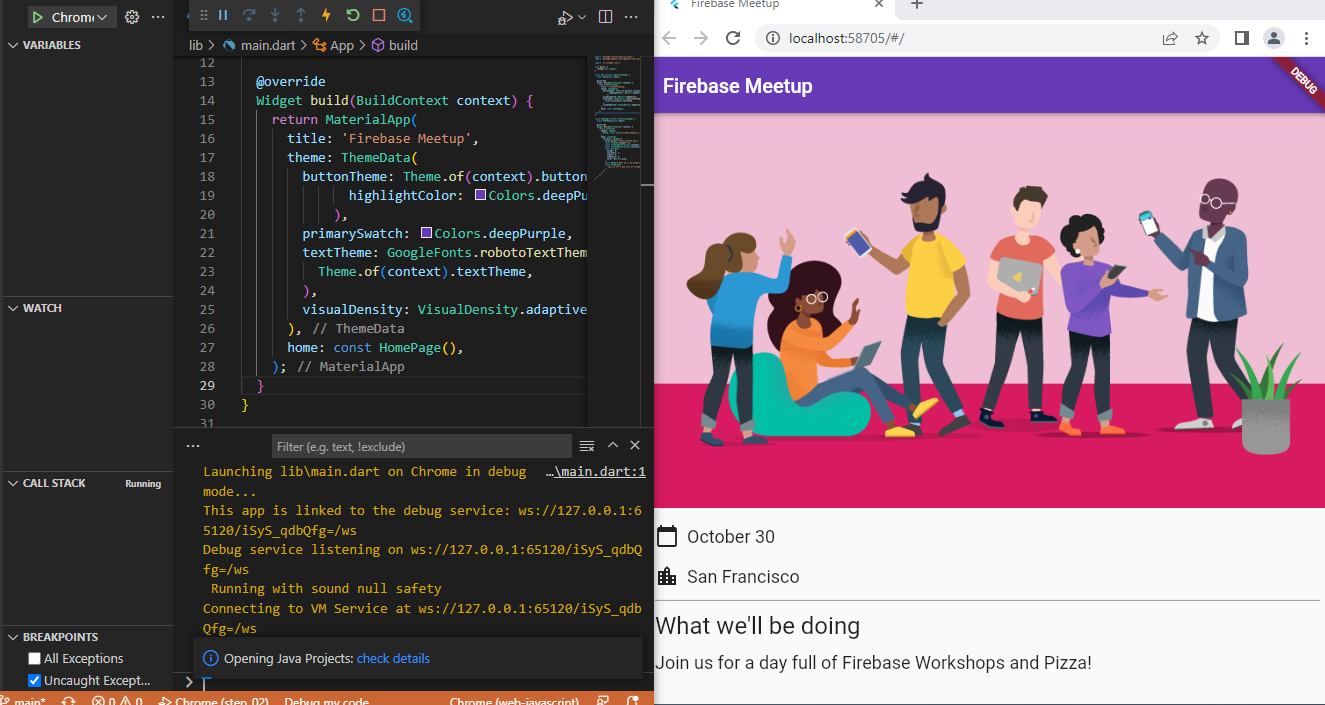 Chrom
VARIABLES
WATCH
CALL STACK
Running
BREAKPOINTS
All Exceptions
Uncaught Except...
lib > main.dart > App > build
12
13 @override
14 Widget build(BuildContext context) {
15 return MaterialApp(
16 title: 'Firebase Meetup',
17 theme: ThemeData(
18 buttonTheme: Theme.of(context).button
19 highlightColor: Colors.deepPu
20 ),
21 primarySwatch: Colors.deepPurple,
22 textTheme: GoogleFonts.robotoTextThem
23 Theme.of(context).textTheme,
24 ),
25 visualDensity: VisualDensity.adaptive
26 ), // ThemeData
27 home: const HomePage(),
28 ); // MaterialApp
29 }
30 }
31
Filter (e.g. text, !exclude)
Launching lib\main.dart on Chrome in debug …\main.dart:1
mode...
This app is linked to the debug service: ws://127.0.0.1:6
5120/iSyS_qdbQfg=/ws
Debug service listening on ws://127.0.0.1:65120/iSyS_qdbQ
fg=/ws
Running with sound null safety
Connecting to VM Service at ws://127.0.0.1:65120/iSyS_qdb
Qfg=/ws
Opening Java Projects: check details
main* 0 0 Chrome (step_02) Debug my code Chrome (web-javascript)
Firebase Meetup
localhost:58705/#/
Firebase Meetup
DEBUG
October 30
San Francisco
What we'll be doing
Join us for a day full of Firebase Workshops and Pizza!